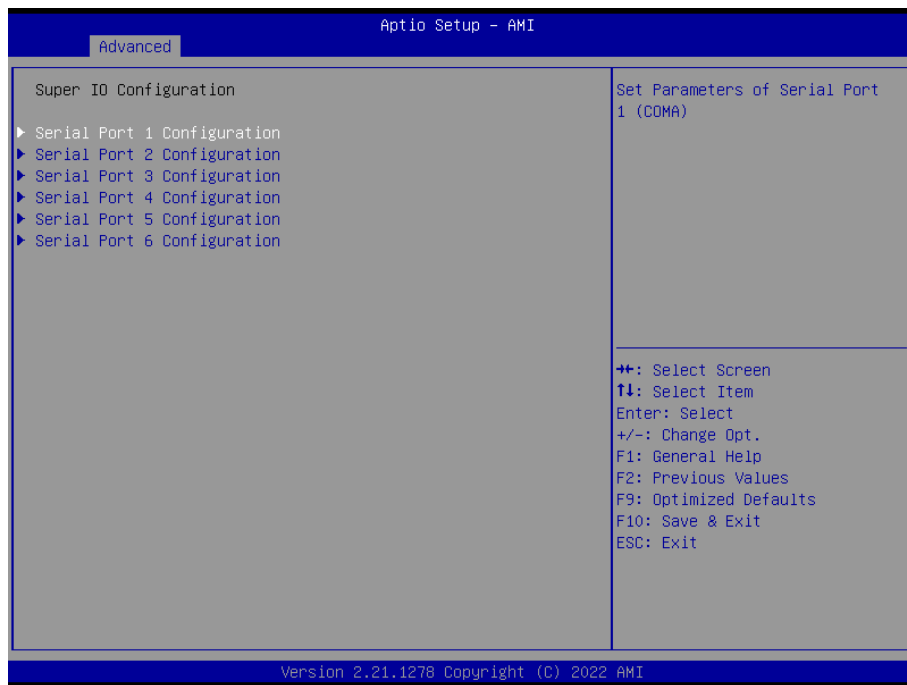 Aptio Setup – AMI
Advanced
Super IO Configuration
▶ Serial Port 1 Configuration
▶ Serial Port 2 Configuration
▶ Serial Port 3 Configuration
▶ Serial Port 4 Configuration
▶ Serial Port 5 Configuration
▶ Serial Port 6 Configuration
Set Parameters of Serial Port
1 (COMA)
→←: Select Screen
↑↓: Select Item
Enter: Select
+/-: Change Opt.
F1: General Help
F2: Previous Values
F9: Optimized Defaults
F10: Save & Exit
ESC: Exit
Version 2.21.1278 Copyright (C) 2022 AMI